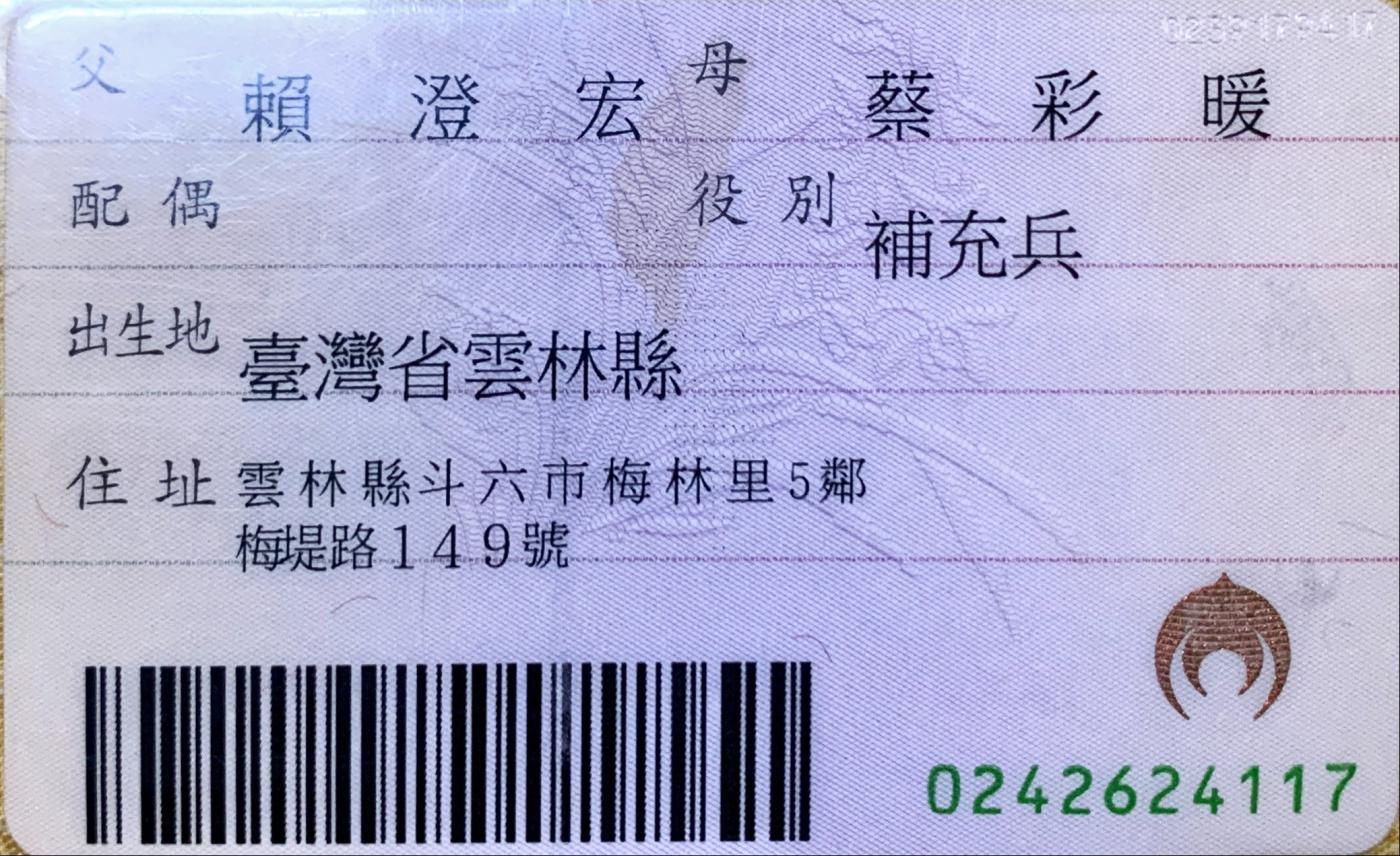 父 賴澄宏 母 蔡彩暖
配偶 役別 補充兵
出生地 臺灣省雲林縣
住址 雲林縣斗六市梅林里5鄰
梅堤路149號
0242624117